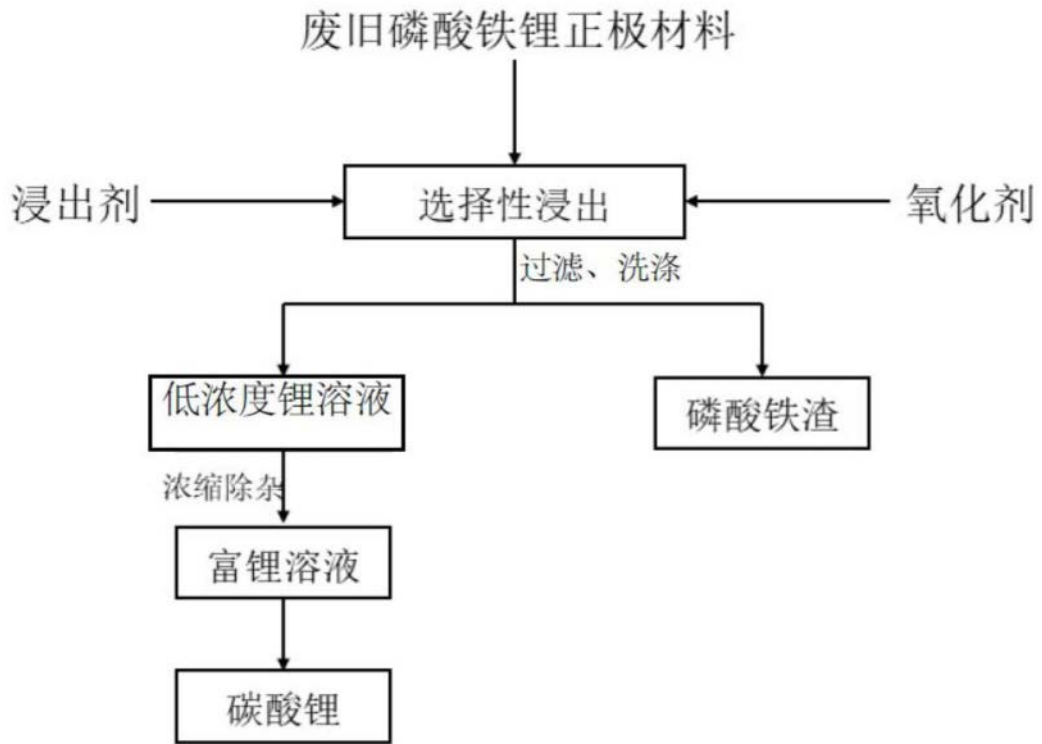 废旧磷酸铁锂正极材料
浸出剂
选择性浸出
氧化剂
过滤、洗涤
低浓度锂溶液
磷酸铁渣
浓缩除杂
富锂溶液
碳酸锂